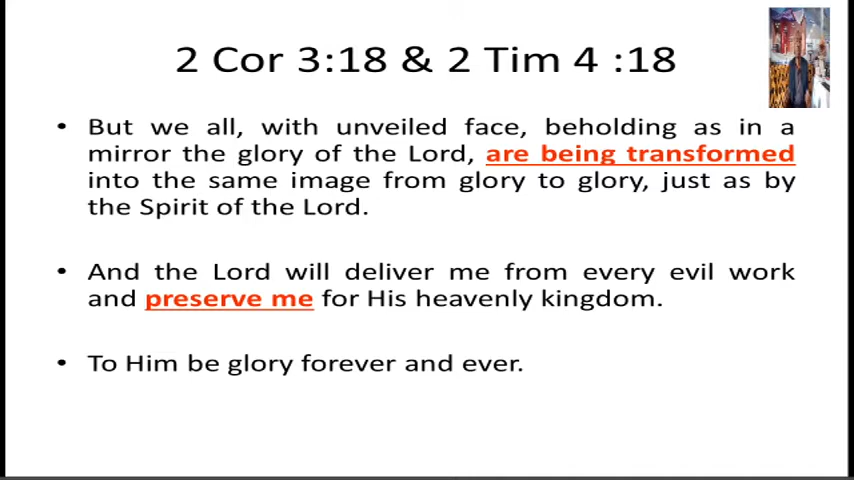 2 Cor 3:18 & 2 Tim 4 :18
• But we all, with unveiled face, beholding as in a
mirror the glory of the Lord, are being transformed
into the same image from glory to glory, just as by
the Spirit of the Lord.
• And the Lord will deliver me from every evil work
and preserve me for His heavenly kingdom.
• To Him be glory forever and ever.